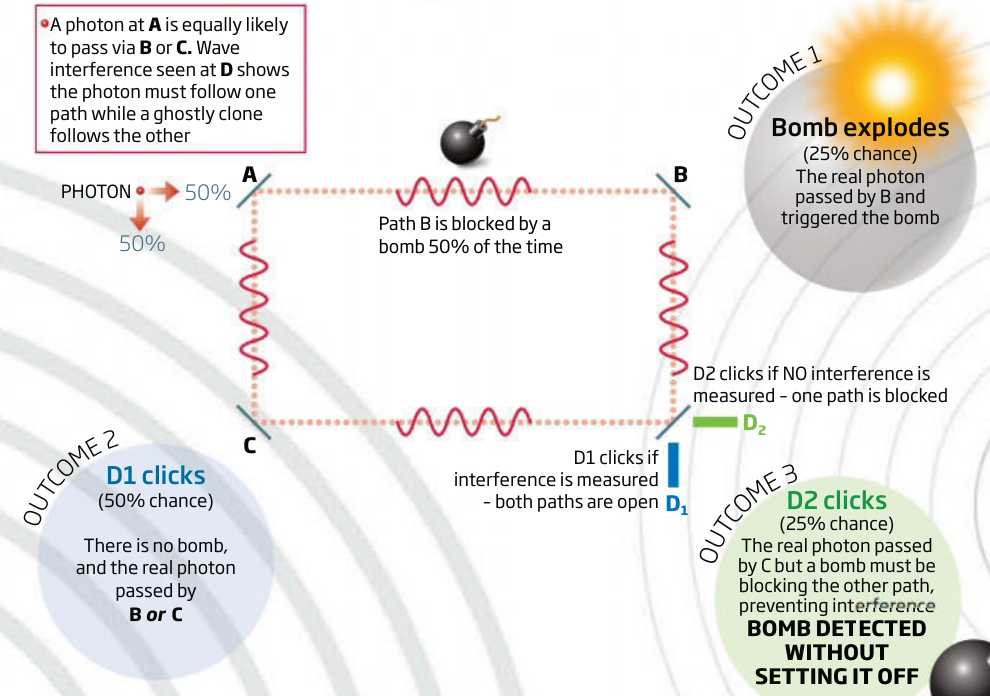 A photon at A is equally likely
to pass via B or C. Wave
interference seen at D shows
the photon must follow one
path while a ghostly clone
follows the other
PHOTON
50%
50%
A
B
Path B is blocked by a
bomb 50% of the time
OUTCOME 1
Bomb explodes
(25% chance)
The real photon
passed by B and
triggered the bomb
D2 clicks if NO interference is
measured – one path is blocked
D2
C
D1 clicks if
interference is measured
– both paths are open
D1
OUTCOME 2
D1 clicks
(50% chance)
There is no bomb,
and the real photon
passed by
B or C
OUTCOME 3
D2 clicks
(25% chance)
The real photon passed
by C but a bomb must be
blocking the other path,
preventing interference
BOMB DETECTED
WITHOUT
SETTING IT OFF